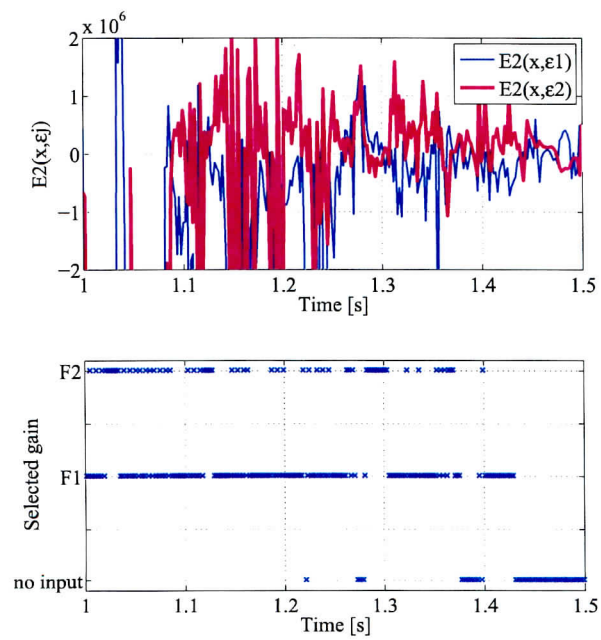 x 10⁶
2
1
0
−1
−2
E2(x,εj)
E2(x,ε1)
E2(x,ε2)
1 1.1 1.2 1.3 1.4 1.5
Time [s]
F2
F1
no input
Selected gain
1 1.1 1.2 1.3 1.4 1.5
Time [s]